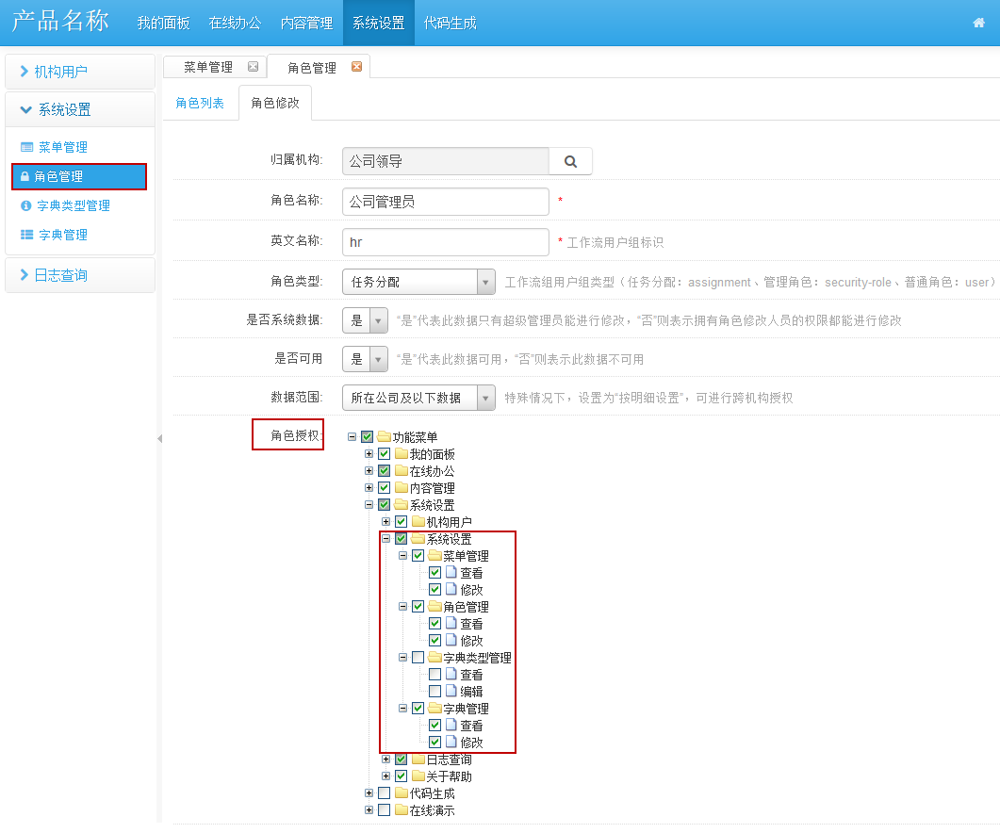 产品名称 我的面板 在线办公 内容管理 系统设置 代码生成
机构用户
系统设置
菜单管理
角色管理
字典类型管理
字典管理
日志查询
菜单管理 角色管理
角色列表 角色修改
归属机构: 公司领导
角色名称: 公司管理员 *
英文名称: hr * 工作流用户组标识
角色类型: 任务分配 工作流组用户组类型（任务分配：assignment、管理角色：security-role、普通角色：user）
是否系统数据: 是 “是”代表此数据只有超级管理员能进行修改，“否”则表示拥有角色修改人员的权限都能进行修改
是否可用 是 “是”代表此数据可用，“否”则表示此数据不可用
数据范围: 所在公司及以下数据 特殊情况下，设置为“按明细设置”，可进行跨机构授权
角色授权: 功能菜单
我的面板
在线办公
内容管理
系统设置
机构用户
系统设置
菜单管理
查看
修改
角色管理
查看
修改
字典类型管理
查看
编辑
字典管理
查看
修改
日志查询
关于帮助
代码生成
在线演示